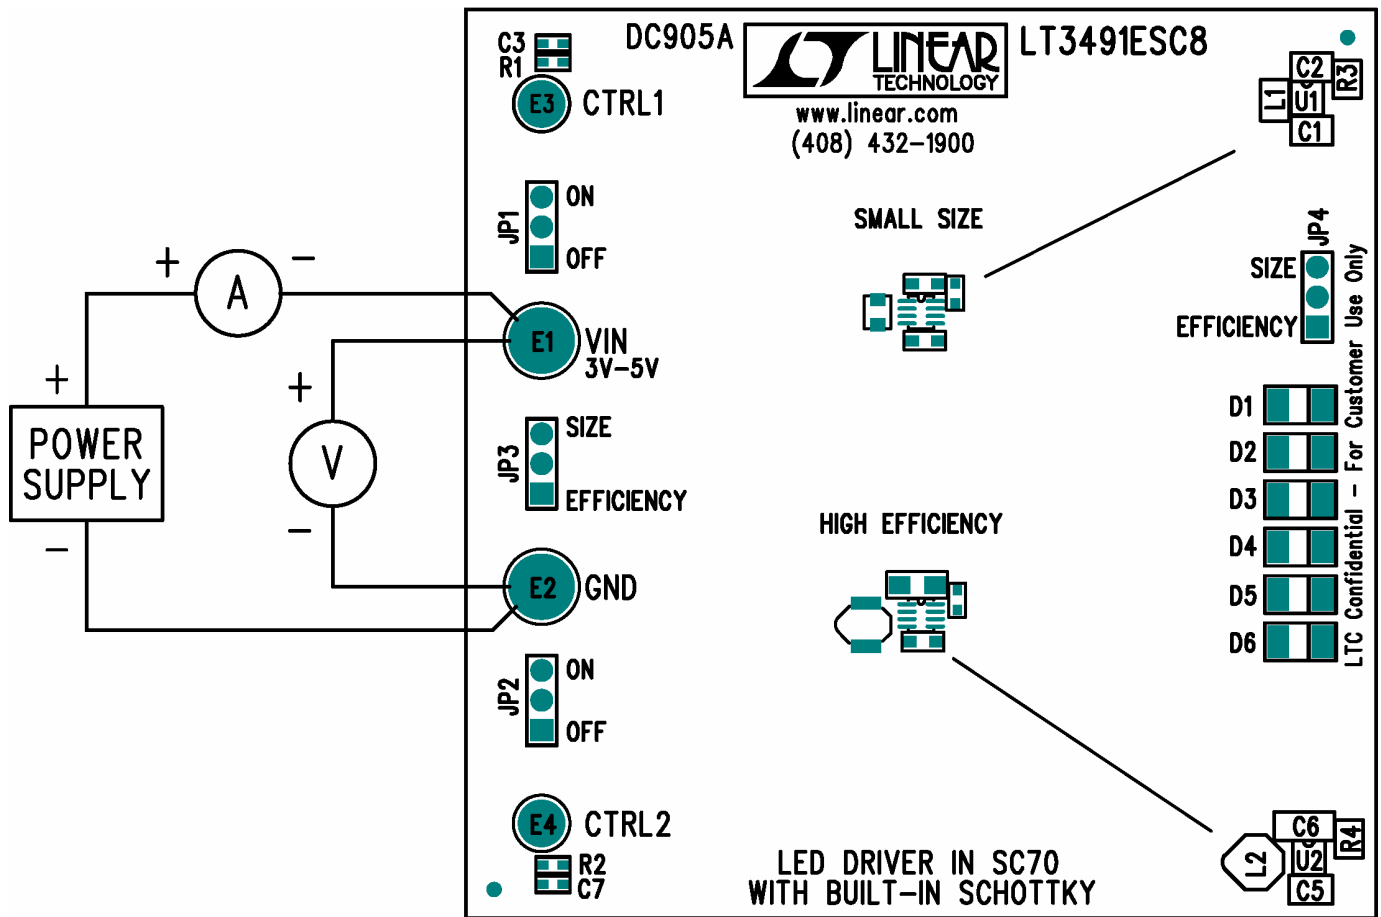 C3
R1
E3 CTRL1
DC905A
LINEAR
TECHNOLOGY
LT3491ESC8
www.linear.com
(408) 432-1900
C2
R3
L1
U1
C1
JP1
ON
OFF
SMALL SIZE
JP4
SIZE
EFFICIENCY
+ A -
E1 VIN
3V-5V
+
POWER
SUPPLY
-
+
V
-
JP3
SIZE
EFFICIENCY
D1
D2
D3
D4
D5
D6
LTC Confidential - For Customer Use Only
HIGH EFFICIENCY
E2 GND
JP2
ON
OFF
E4 CTRL2
R2
C7
LED DRIVER IN SC70
WITH BUILT-IN SCHOTTKY
C6
R4
L2
U2
C5